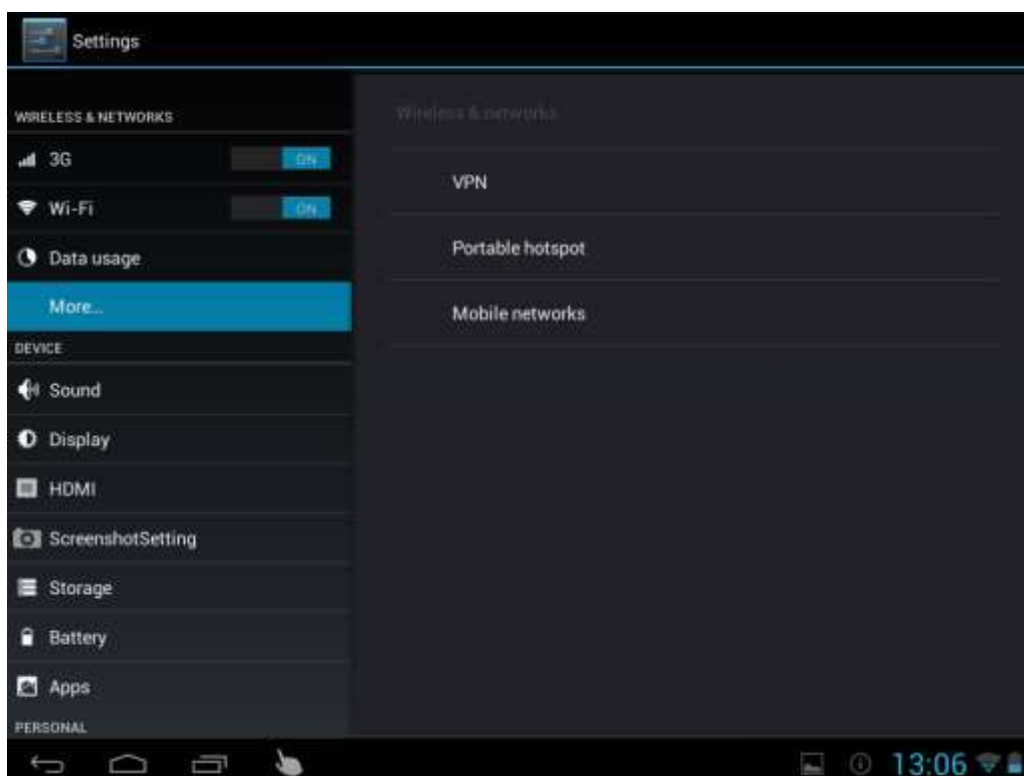 Settings
WIRELESS & NETWORKS
3G ON
Wi-Fi ON
Data usage
More...
DEVICE
Sound
Display
HDMI
ScreenshotSetting
Storage
Battery
Apps
PERSONAL
Wireless & networks
VPN
Portable hotspot
Mobile networks
13:06